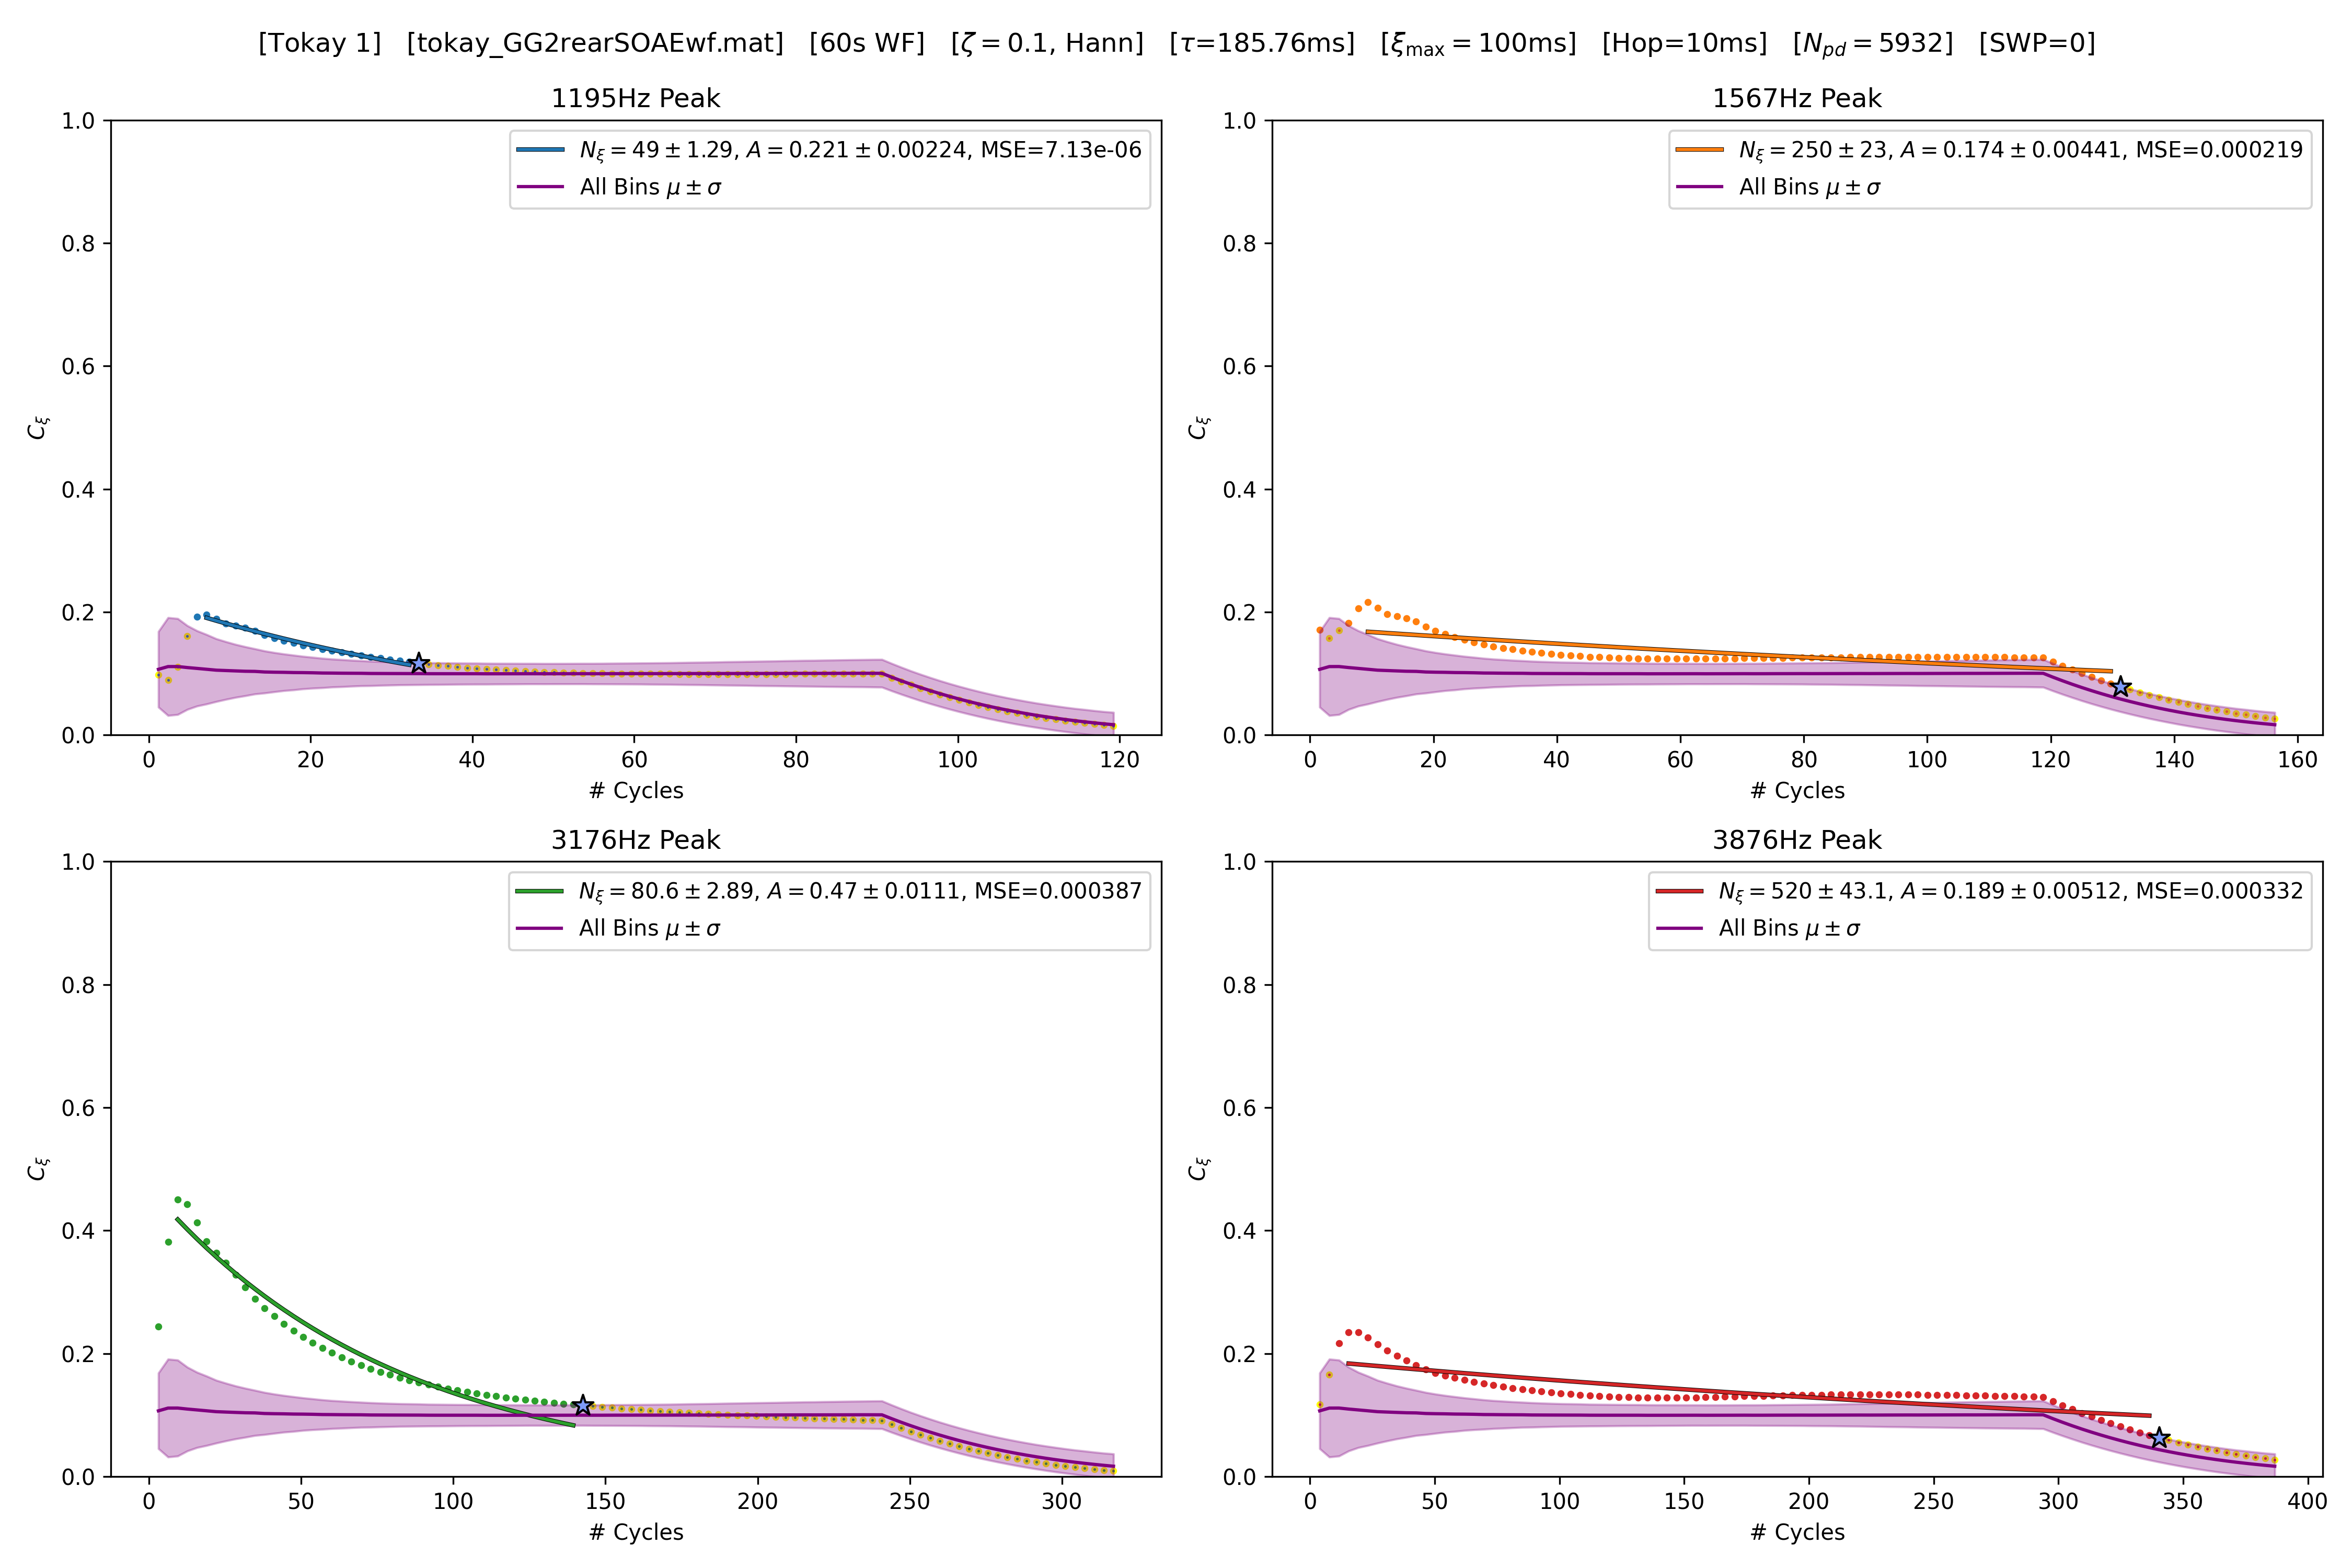 [Tokay 1] [tokay_GG2rearSOAEwf.mat] [60s WF] [ζ = 0.1, Hann] [τ=185.76ms] [ξmax = 100ms] [Hop=10ms] [Npd = 5932] [SWP=0]
1195Hz Peak
1.0
0.8
0.6
0.4
0.2
0.0
Cξ
Nξ = 49 ± 1.29, A = 0.221 ± 0.00224, MSE=7.13e-06
All Bins μ ± σ
0 20 40 60 80 100 120
# Cycles
1567Hz Peak
1.0
0.8
0.6
0.4
0.2
0.0
Cξ
Nξ = 250 ± 23, A = 0.174 ± 0.00441, MSE=0.000219
All Bins μ ± σ
0 20 40 60 80 100 120 140 160
# Cycles
3176Hz Peak
1.0
0.8
0.6
0.4
0.2
0.0
Cξ
Nξ = 80.6 ± 2.89, A = 0.47 ± 0.0111, MSE=0.000387
All Bins μ ± σ
0 50 100 150 200 250 300
# Cycles
3876Hz Peak
1.0
0.8
0.6
0.4
0.2
0.0
Cξ
Nξ = 520 ± 43.1, A = 0.189 ± 0.00512, MSE=0.000332
All Bins μ ± σ
0 50 100 150 200 250 300 350 400
# Cycles